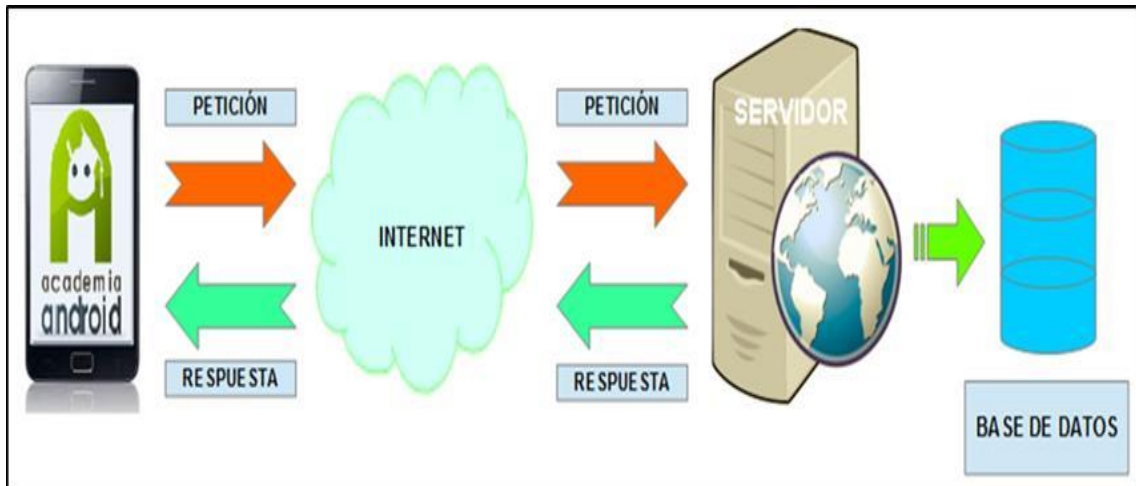 PETICIÓN
PETICIÓN
SERVIDOR
INTERNET
academia
android
RESPUESTA
RESPUESTA
BASE DE DATOS